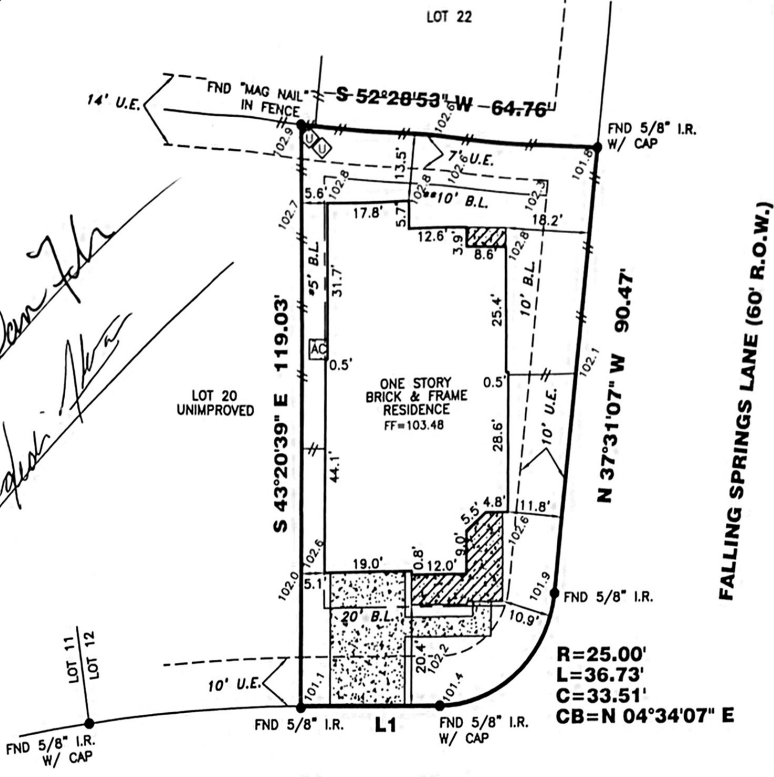 LOT 22
14' U.E.
FND "MAG NAIL"
IN FENCE
S 52°28'53" W 64.76'
102.6
FND 5/8" I.R.
W/ CAP
102.9
U
U
13.5'
7' U.E.
101.8
5.6'
102.8
102.8
10' B.L.
102.3
102.7
17.8'
5.7'
12.6'
3.9'
8.6'
18.2'
102.8
5' B.L.
31.7'
10' B.L.
25.4'
AC
0.5'
0.5'
102.1
S 43°20'39" E 119.03'
LOT 20
UNIMPROVED
ONE STORY
BRICK & FRAME
RESIDENCE
FF=103.48
28.6'
10' U.E.
N 37°31'07" W 90.47'
FALLING SPRINGS LANE (60' R.O.W.)
44.1'
4.8'
11.8'
5.5'
9.0'
102.6
102.6
102.0
5.1'
19.0'
0.8'
12.0'
101.9
FND 5/8" I.R.
20' B.L.
10.9'
20.4'
102.2
LOT 11
LOT 12
10' U.E.
101.1
101.4
R=25.00'
L=36.73'
C=33.51'
CB=N 04°34'07" E
FND 5/8" I.R.
W/ CAP
FND 5/8" I.R.
L1
FND 5/8" I.R.
W/ CAP